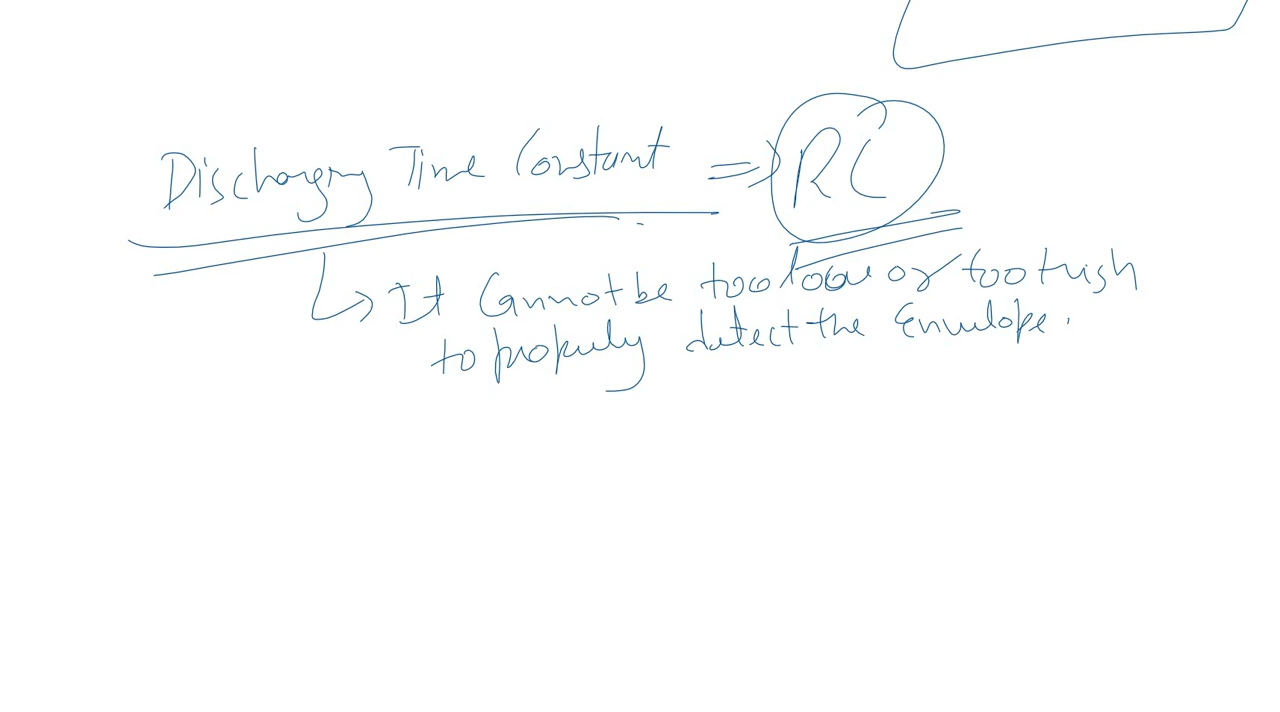 Discharging Time Constant => RC
It Cannot be too low or too high
to properly detect the Envelope.